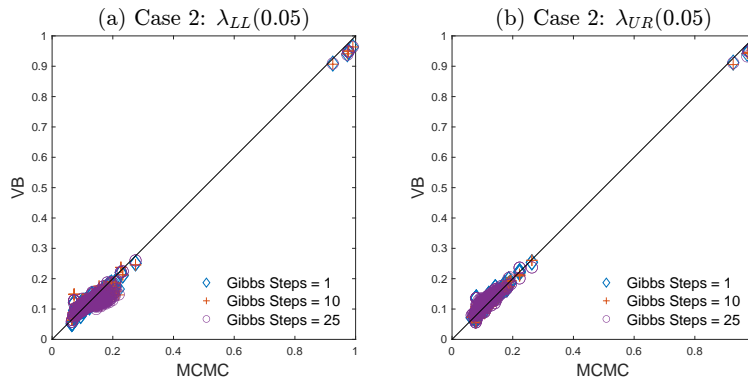 (a) Case 2: λ_LL(0.05)
1
0.9
0.8
0.7
0.6
0.5
0.4
0.3
0.2
0.1
0
VB
Gibbs Steps = 1
Gibbs Steps = 10
Gibbs Steps = 25
0 0.2 0.4 0.6 0.8 1
MCMC
(b) Case 2: λ_UR(0.05)
1
0.9
0.8
0.7
0.6
0.5
0.4
0.3
0.2
0.1
0
VB
Gibbs Steps = 1
Gibbs Steps = 10
Gibbs Steps = 25
0 0.2 0.4 0.6 0.8
MCMC